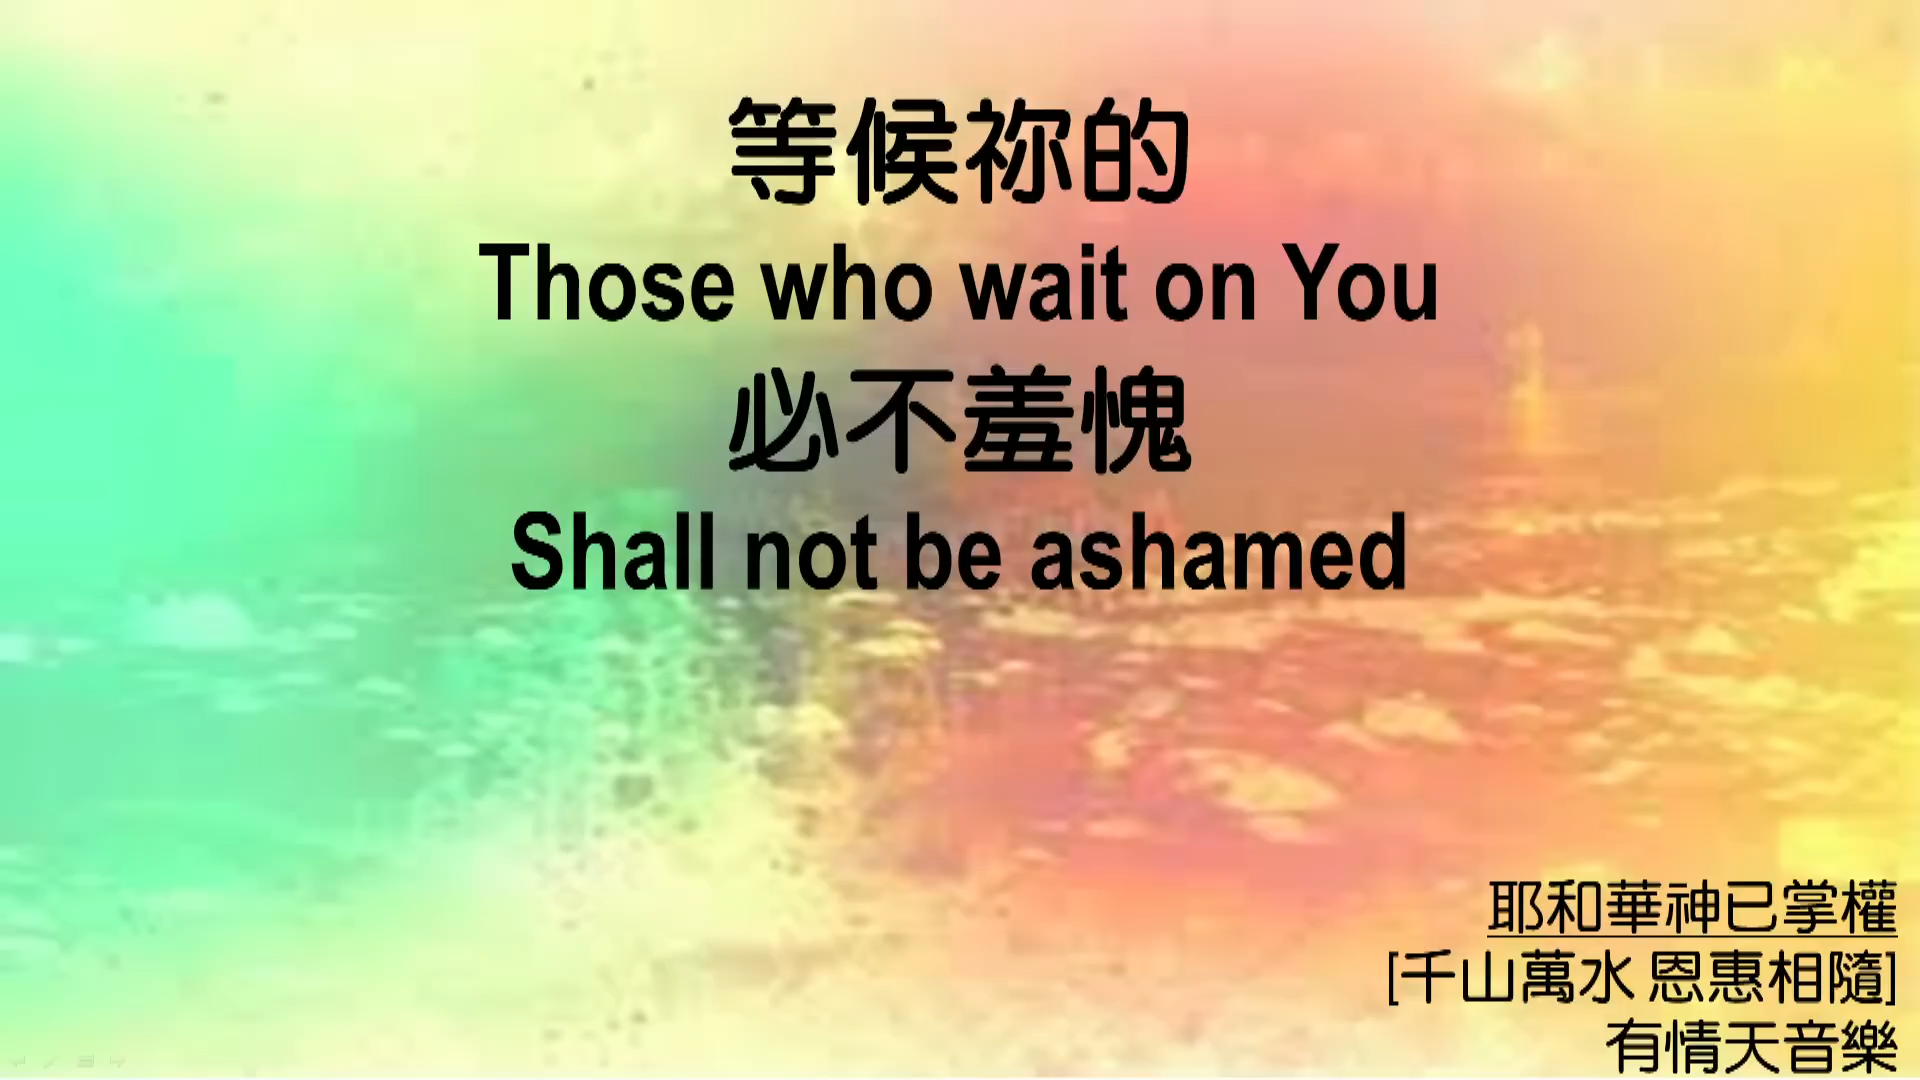 等候祢的
Those who wait on You
必不羞愧
Shall not be ashamed
耶和華神已掌權
[千山萬水 恩惠相隨]
有情天音樂